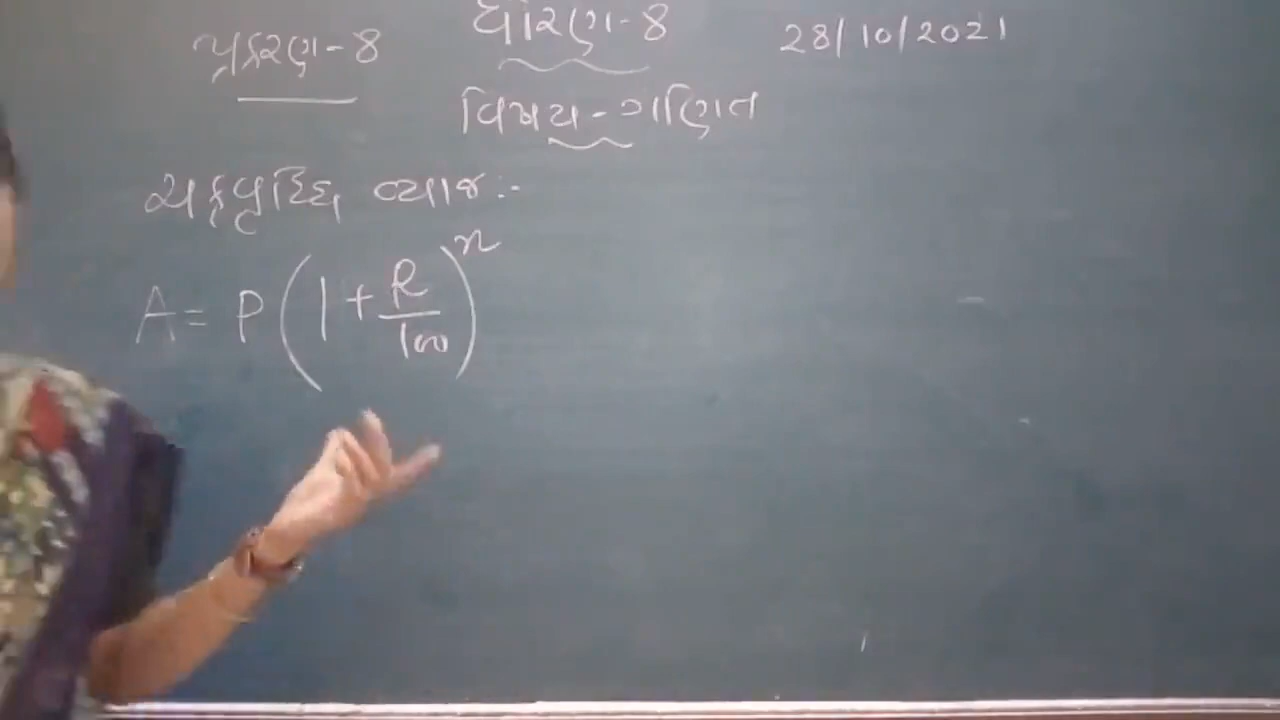 પ્રકરણ-8 ધોરણ-8 28/10/2021
વિષય-ગણિત
ચક્રવૃદ્ધિ વ્યાજ:-
A = P(1 + R/100)^n